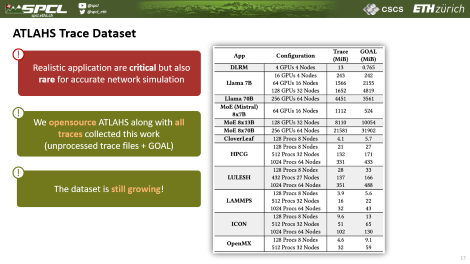 SPCL
spcl.ethz.ch
@spcl
@spcl_eth
CSCS
ETH zürich
ATLAHS Trace Dataset
Realistic application are critical but also
rare for accurate network simulation
We opensource ATLAHS along with all
traces collected this work
(unprocessed trace files + GOAL)
The dataset is still growing!
App Configuration Trace (MiB) GOAL (MiB)
DLRM 4 GPUs 4 Nodes 13 0.765
Llama 7B
16 GPUs 4 Nodes 243 242
64 GPUs 16 Nodes 1566 2155
128 GPUs 32 Nodes 1652 4819
Llama 70B 256 GPUs 64 Nodes 4451 3561
MoE (Mistral) 8x7B 64 GPUs 16 Nodes 1112 524
MoE 8x13B 128 GPUs 32 Nodes 8110 10054
MoE 8x70B 256 GPUs 64 Nodes 21581 31902
CloverLeaf 128 Procs 8 Nodes 4.1 5.7
HPCG
128 Procs 8 Nodes 21 27
512 Procs 32 Nodes 132 171
1024 Procs 64 Nodes 331 433
LULESH
128 Procs 8 Nodes 28 33
432 Procs 27 Nodes 137 166
1024 Procs 64 Nodes 351 488
LAMMPS
128 Procs 8 Nodes 3.9 5.6
512 Procs 32 Nodes 16 22
1024 Procs 64 Nodes 32 43
ICON
128 Procs 8 Nodes 9.6 13
512 Procs 32 Nodes 51 65
1024 Procs 64 Nodes 102 130
OpenMX
128 Procs 8 Nodes 4.6 9.1
512 Procs 32 Nodes 32 59